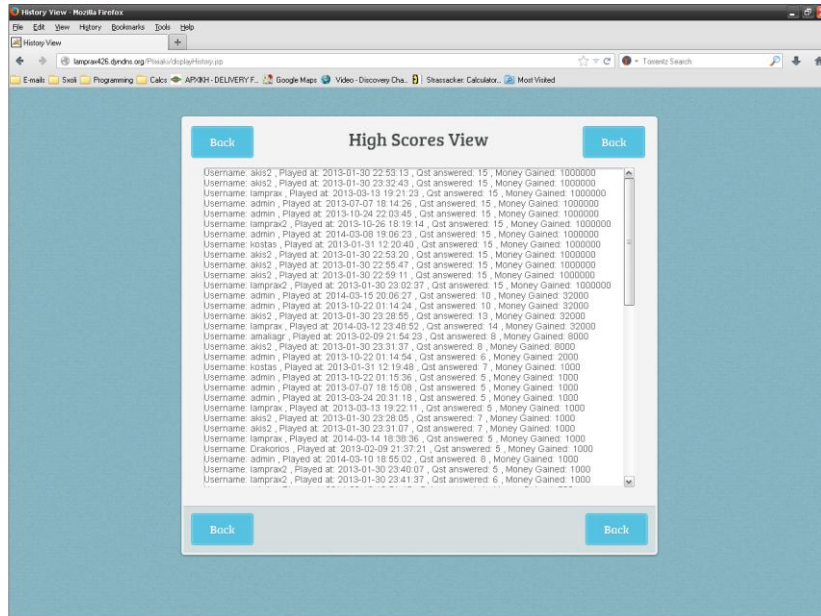 History View - Mozilla Firefox
File Edit View History Bookmarks Tools Help
History View
lamprax426.dyndns.org/Ptixiaki/displayHistory.jsp
Torrentz Search
E-mails Sxoli Programming Calcs ΑΡΧΙΚΗ - DELIVERY F... Google Maps Video - Discovery Cha... Strassacker: Calculator... Most Visited
Back High Scores View Back
Username: akis2 , Played at: 2013-01-30 22:53:13 , Qst answered: 15 , Money Gained: 1000000
Username: akis2 , Played at: 2013-01-30 23:32:43 , Qst answered: 15 , Money Gained: 1000000
Username: lamprax , Played at: 2013-03-13 19:21:23 , Qst answered: 15 , Money Gained: 1000000
Username: admin , Played at: 2013-07-07 18:14:26 , Qst answered: 15 , Money Gained: 1000000
Username: admin , Played at: 2013-10-24 22:03:45 , Qst answered: 15 , Money Gained: 1000000
Username: lamprax2 , Played at: 2013-10-26 18:19:14 , Qst answered: 15 , Money Gained: 1000000
Username: admin , Played at: 2014-03-08 19:06:23 , Qst answered: 15 , Money Gained: 1000000
Username: kostas , Played at: 2013-01-31 12:20:40 , Qst answered: 15 , Money Gained: 1000000
Username: akis2 , Played at: 2013-01-30 22:53:20 , Qst answered: 15 , Money Gained: 1000000
Username: akis2 , Played at: 2013-01-30 22:55:47 , Qst answered: 15 , Money Gained: 1000000
Username: akis2 , Played at: 2013-01-30 22:59:11 , Qst answered: 15 , Money Gained: 1000000
Username: lamprax2 , Played at: 2013-01-30 23:02:37 , Qst answered: 15 , Money Gained: 1000000
Username: admin , Played at: 2014-03-15 20:06:27 , Qst answered: 10 , Money Gained: 32000
Username: admin , Played at: 2013-10-22 01:14:24 , Qst answered: 10 , Money Gained: 32000
Username: akis2 , Played at: 2013-01-30 23:28:55 , Qst answered: 13 , Money Gained: 32000
Username: lamprax , Played at: 2014-03-12 23:48:52 , Qst answered: 14 , Money Gained: 32000
Username: amaliagr , Played at: 2013-02-09 21:54:23 , Qst answered: 8 , Money Gained: 8000
Username: akis2 , Played at: 2013-01-30 23:31:37 , Qst answered: 8 , Money Gained: 8000
Username: admin , Played at: 2013-10-22 01:14:54 , Qst answered: 6 , Money Gained: 2000
Username: kostas , Played at: 2013-01-31 12:19:48 , Qst answered: 7 , Money Gained: 1000
Username: admin , Played at: 2013-10-22 01:15:36 , Qst answered: 5 , Money Gained: 1000
Username: admin , Played at: 2013-07-07 18:15:08 , Qst answered: 5 , Money Gained: 1000
Username: admin , Played at: 2013-03-24 20:31:18 , Qst answered: 5 , Money Gained: 1000
Username: lamprax , Played at: 2013-03-13 19:22:11 , Qst answered: 5 , Money Gained: 1000
Username: akis2 , Played at: 2013-01-30 23:28:05 , Qst answered: 7 , Money Gained: 1000
Username: akis2 , Played at: 2013-01-30 23:31:07 , Qst answered: 7 , Money Gained: 1000
Username: lamprax , Played at: 2014-03-14 18:38:36 , Qst answered: 5 , Money Gained: 1000
Username: Drakorios , Played at: 2013-02-09 21:37:21 , Qst answered: 5 , Money Gained: 1000
Username: admin , Played at: 2014-03-10 18:55:02 , Qst answered: 8 , Money Gained: 1000
Username: lamprax2 , Played at: 2013-01-30 23:40:07 , Qst answered: 5 , Money Gained: 1000
Username: lamprax2 , Played at: 2013-01-30 23:41:37 , Qst answered: 6 , Money Gained: 1000
Back Back